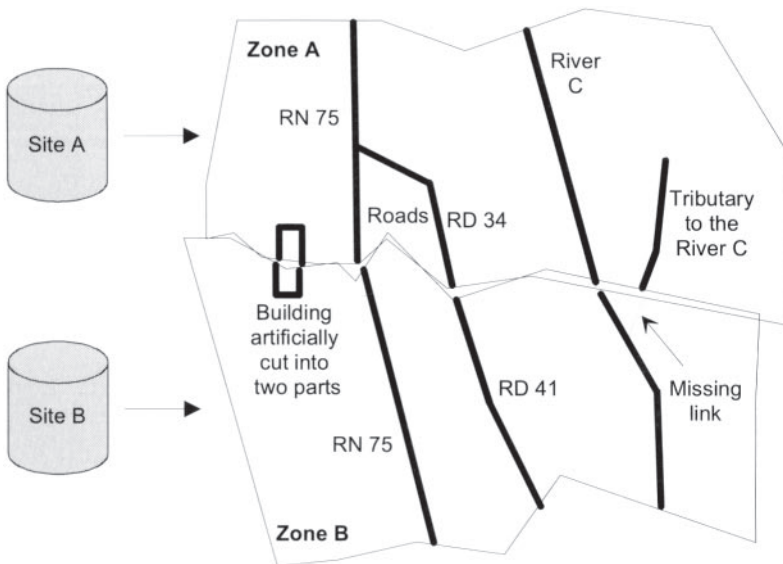 Zone A
River
C
RN 75
Site A
Roads
RD 34
Tributary
to the
River C
Building
artificially
cut into
two parts
Site B
RD 41
Missing
link
RN 75
Zone B